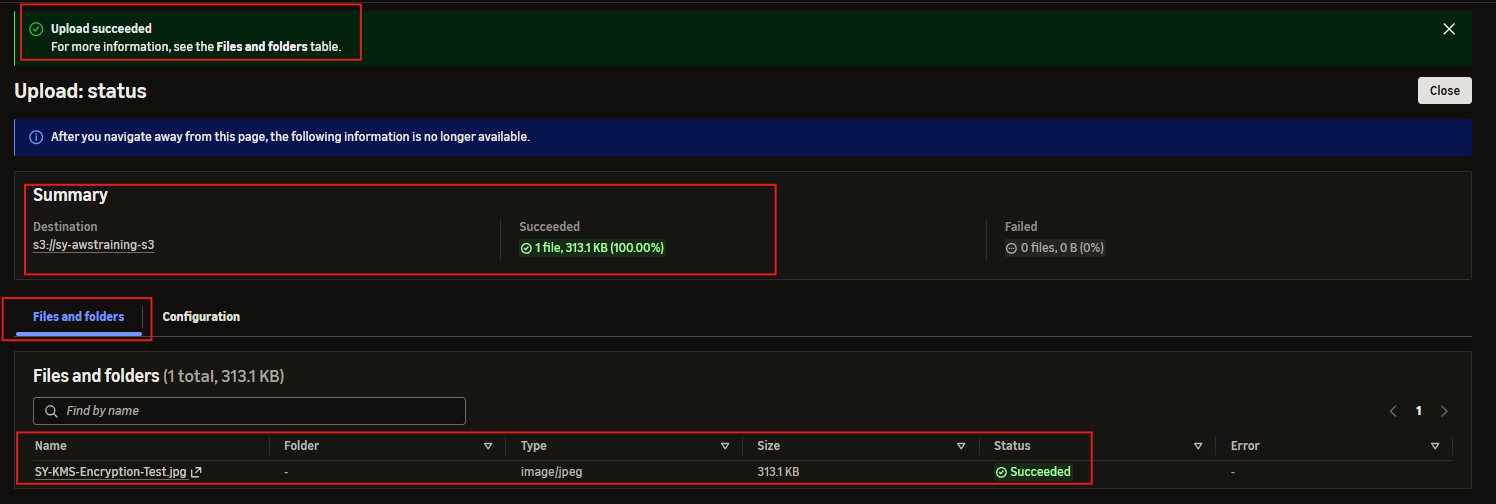 Upload succeeded
For more information, see the Files and folders table.
Upload: status
Close
After you navigate away from this page, the following information is no longer available.
Summary
Destination
s3://sy-awstraining-s3
Succeeded
1 file, 313.1 KB (100.00%)
Failed
0 files, 0 B (0%)
Files and folders
Configuration
Files and folders (1 total, 313.1 KB)
Find by name
1
Name Folder Type Size Status Error
SY-KMS-Encryption-Test.jpg - image/jpeg 313.1 KB Succeeded -